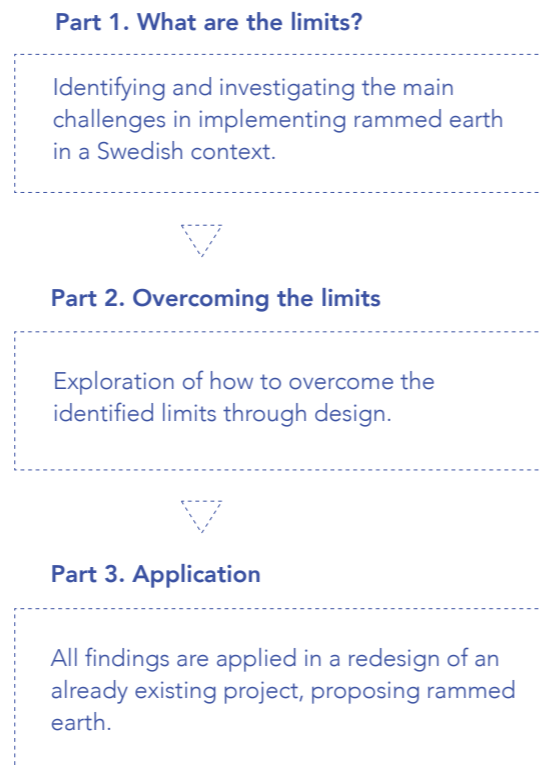 Part 1. What are the limits?
Identifying and investigating the main
challenges in implementing rammed earth
in a Swedish context.
Part 2. Overcoming the limits
Exploration of how to overcome the
identified limits through design.
Part 3. Application
All findings are applied in a redesign of an
already existing project, proposing rammed
earth.